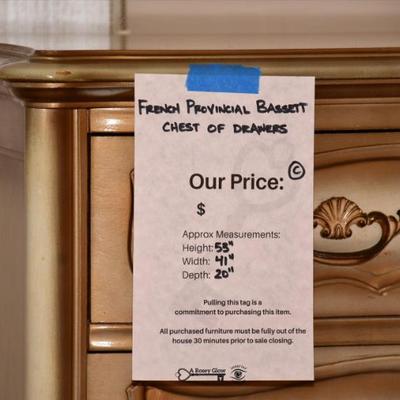 FRENCH PROVINCIAL BASSETT
CHEST OF DRAWERS
Our Price: C
$
Approx Measurements:
Height: 53"
Width: 41"
Depth: 20"
Pulling this tag is a
commitment to purchasing this item.
All purchased furniture must be fully out of the
house 30 minutes prior to sale closing.
A Rosey Glow